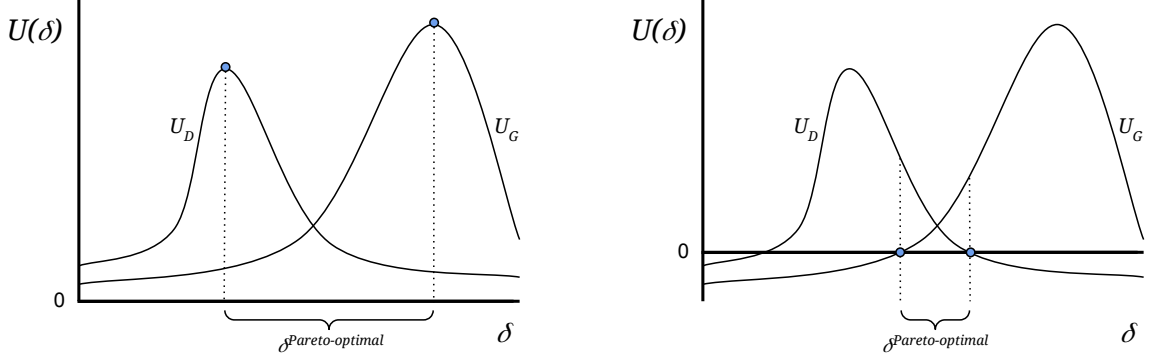 U(δ)
U_D
U_G
0
δ^Pareto-optimal
δ
U(δ)
U_D
U_G
0
δ^Pareto-optimal
δ